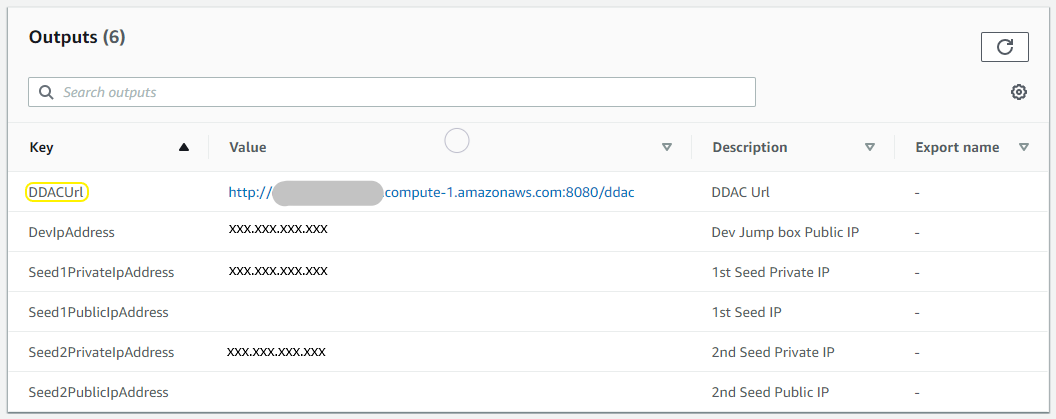 Outputs (6)
Search outputs
Key Value Description Export name
DDACUrl http:// compute-1.amazonaws.com:8080/ddac DDAC Url -
DevIpAddress xxx.xxx.xxx.xxx Dev Jump box Public IP -
Seed1PrivateIpAddress xxx.xxx.xxx.xxx 1st Seed Private IP -
Seed1PublicIpAddress 1st Seed IP -
Seed2PrivateIpAddress xxx.xxx.xxx.xxx 2nd Seed Private IP -
Seed2PublicIpAddress 2nd Seed Public IP -